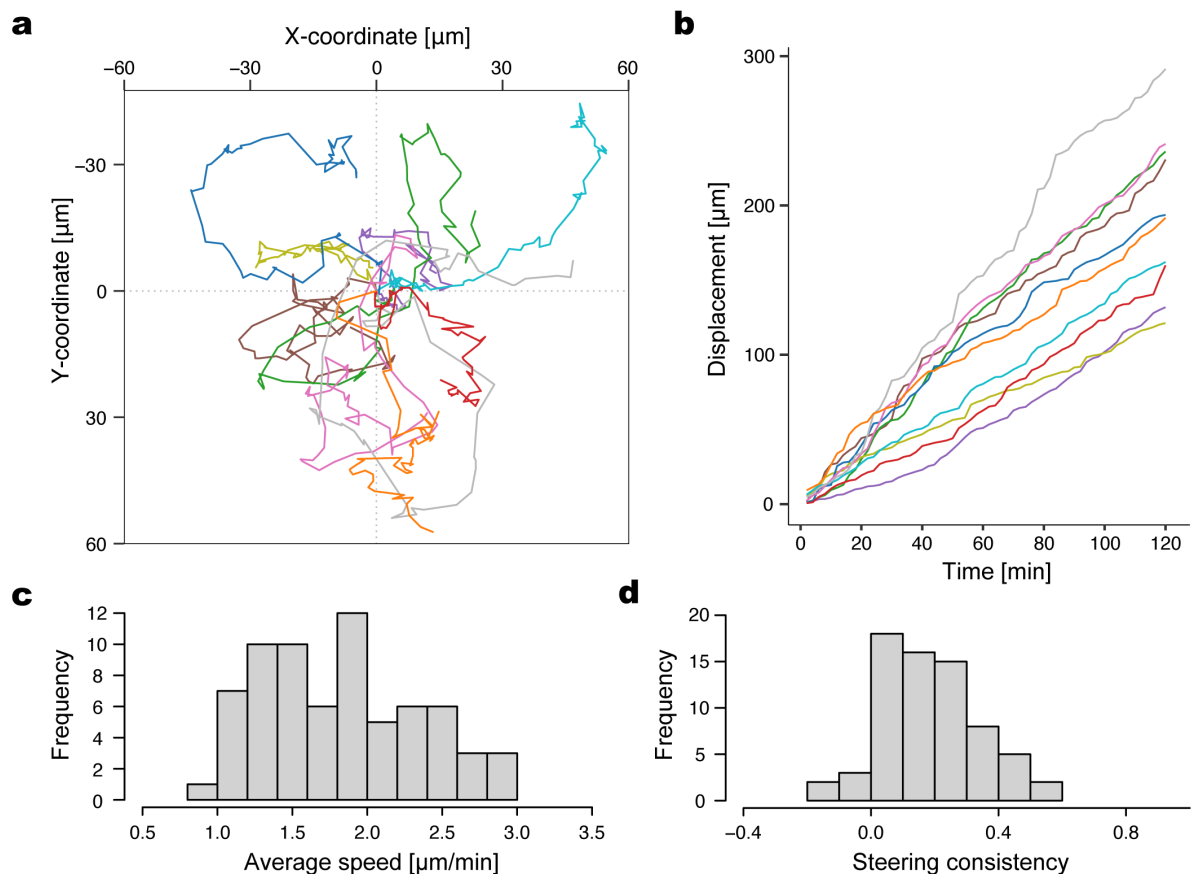 a
X-coordinate [µm]
−60 −30 0 30 60
Y-coordinate [µm]
−30
0
30
60
b
Displacement [µm]
300
200
100
0
0 20 40 60 80 100 120
Time [min]
c
Frequency
12
10
8
6
4
2
0
0.5 1.0 1.5 2.0 2.5 3.0 3.5
Average speed [µm/min]
d
Frequency
20
15
10
5
0
−0.4 0.0 0.4 0.8
Steering consistency